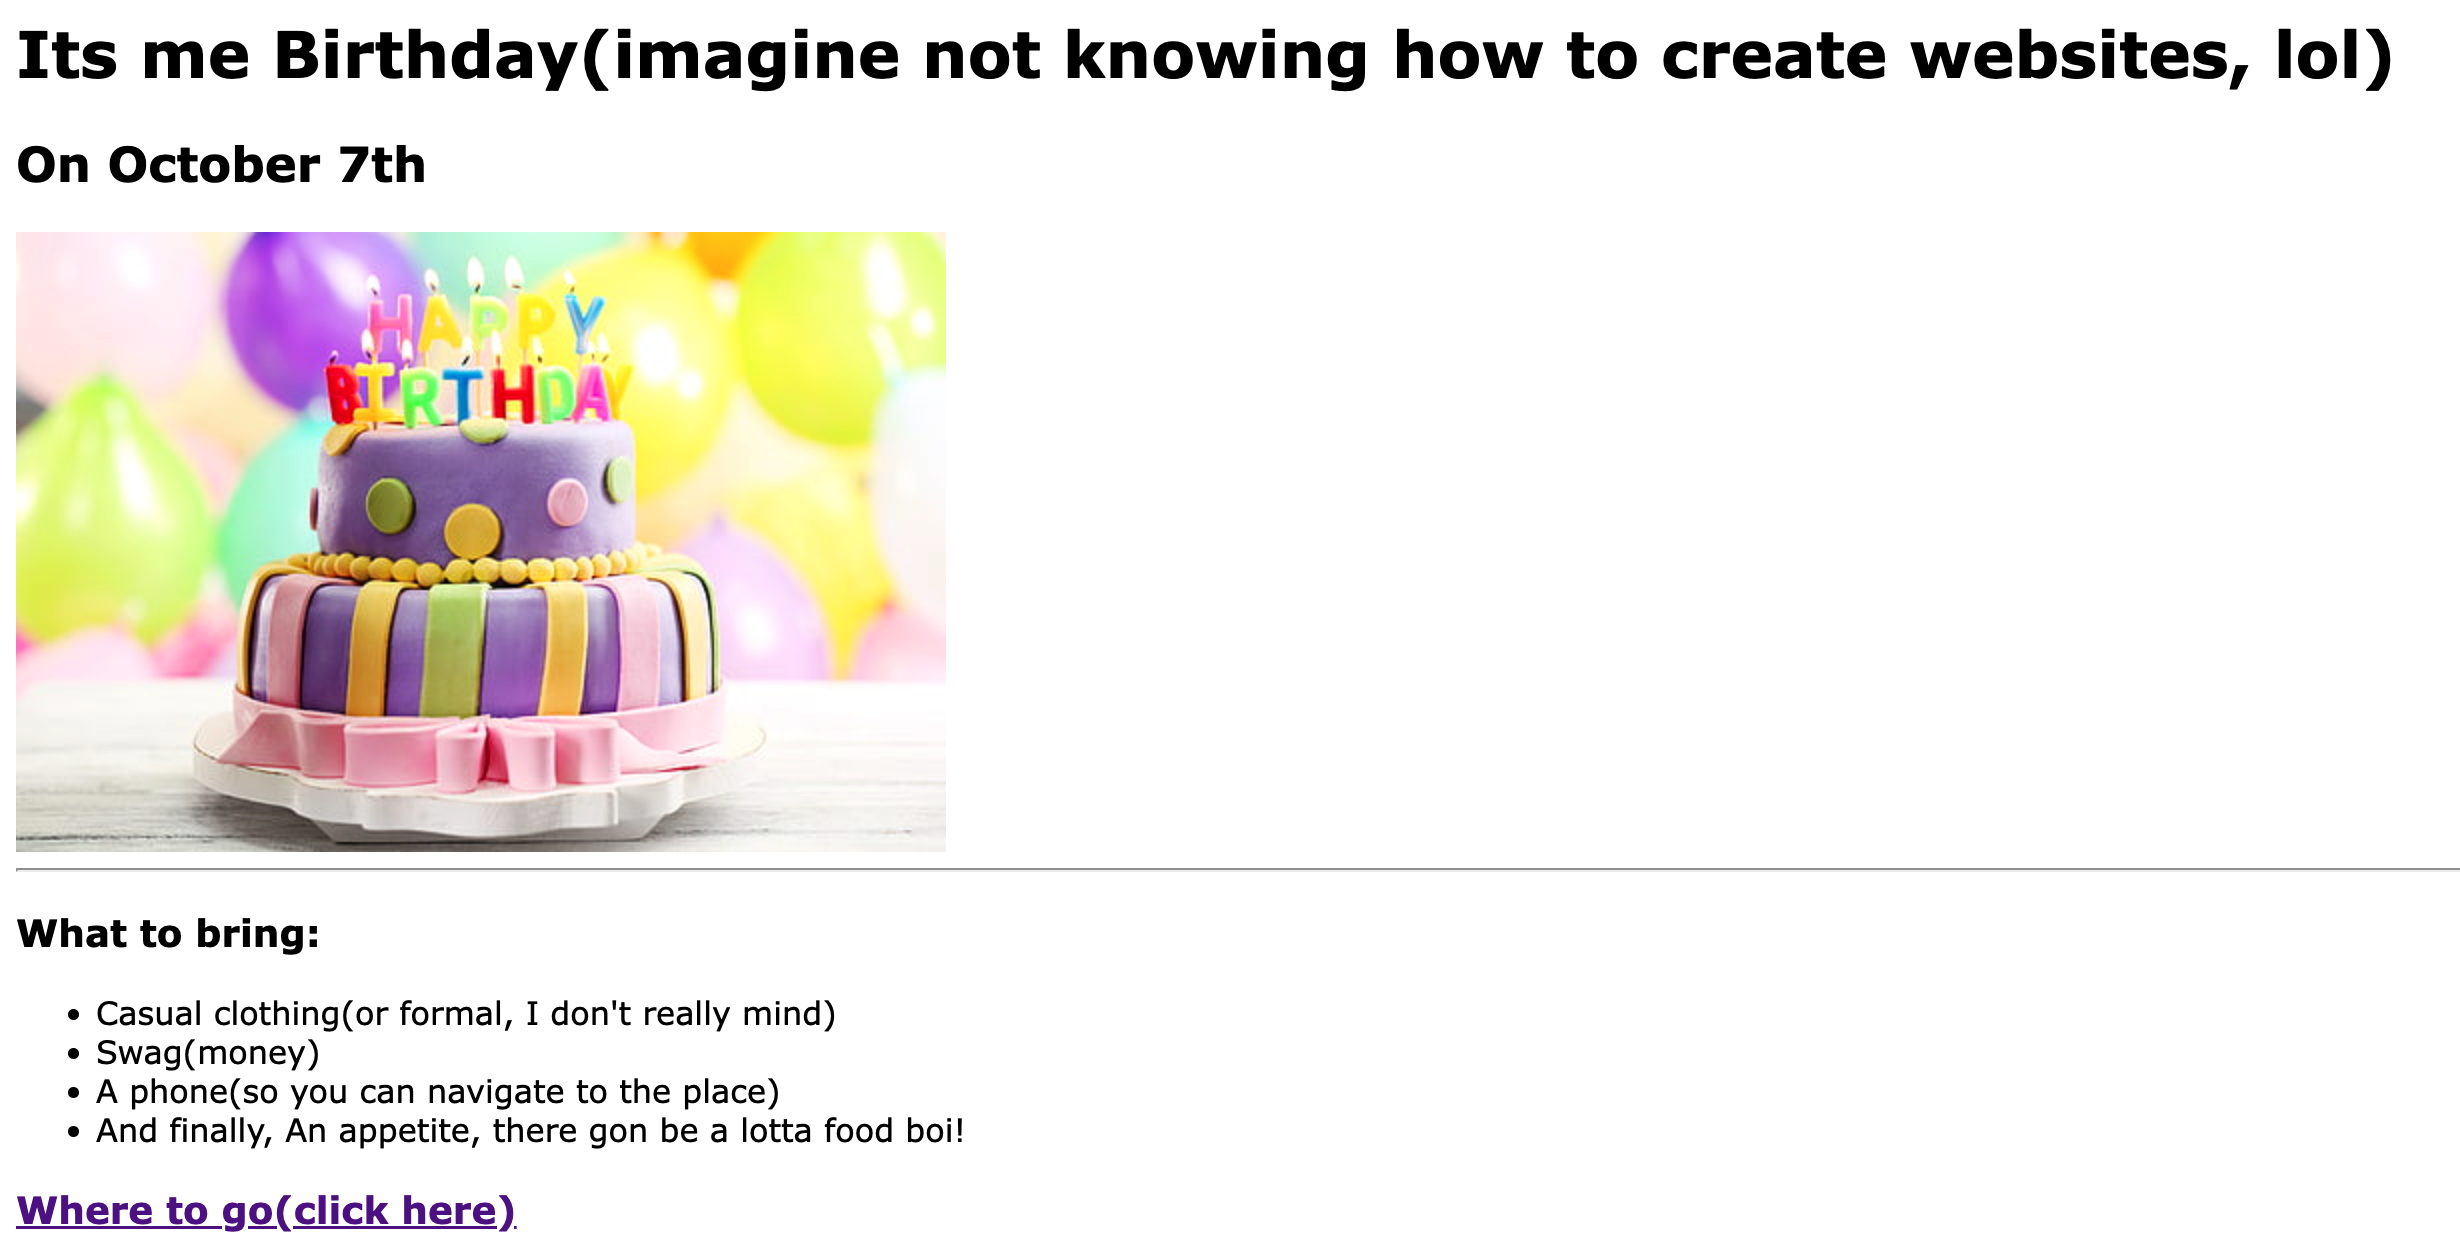 Its me Birthday(imagine not knowing how to create websites, lol)
On October 7th
HAPPY
BIRTHDAY
What to bring:
Casual clothing(or formal, I don't really mind)
Swag(money)
A phone(so you can navigate to the place)
And finally, An appetite, there gon be a lotta food boi!
Where to go(click here)